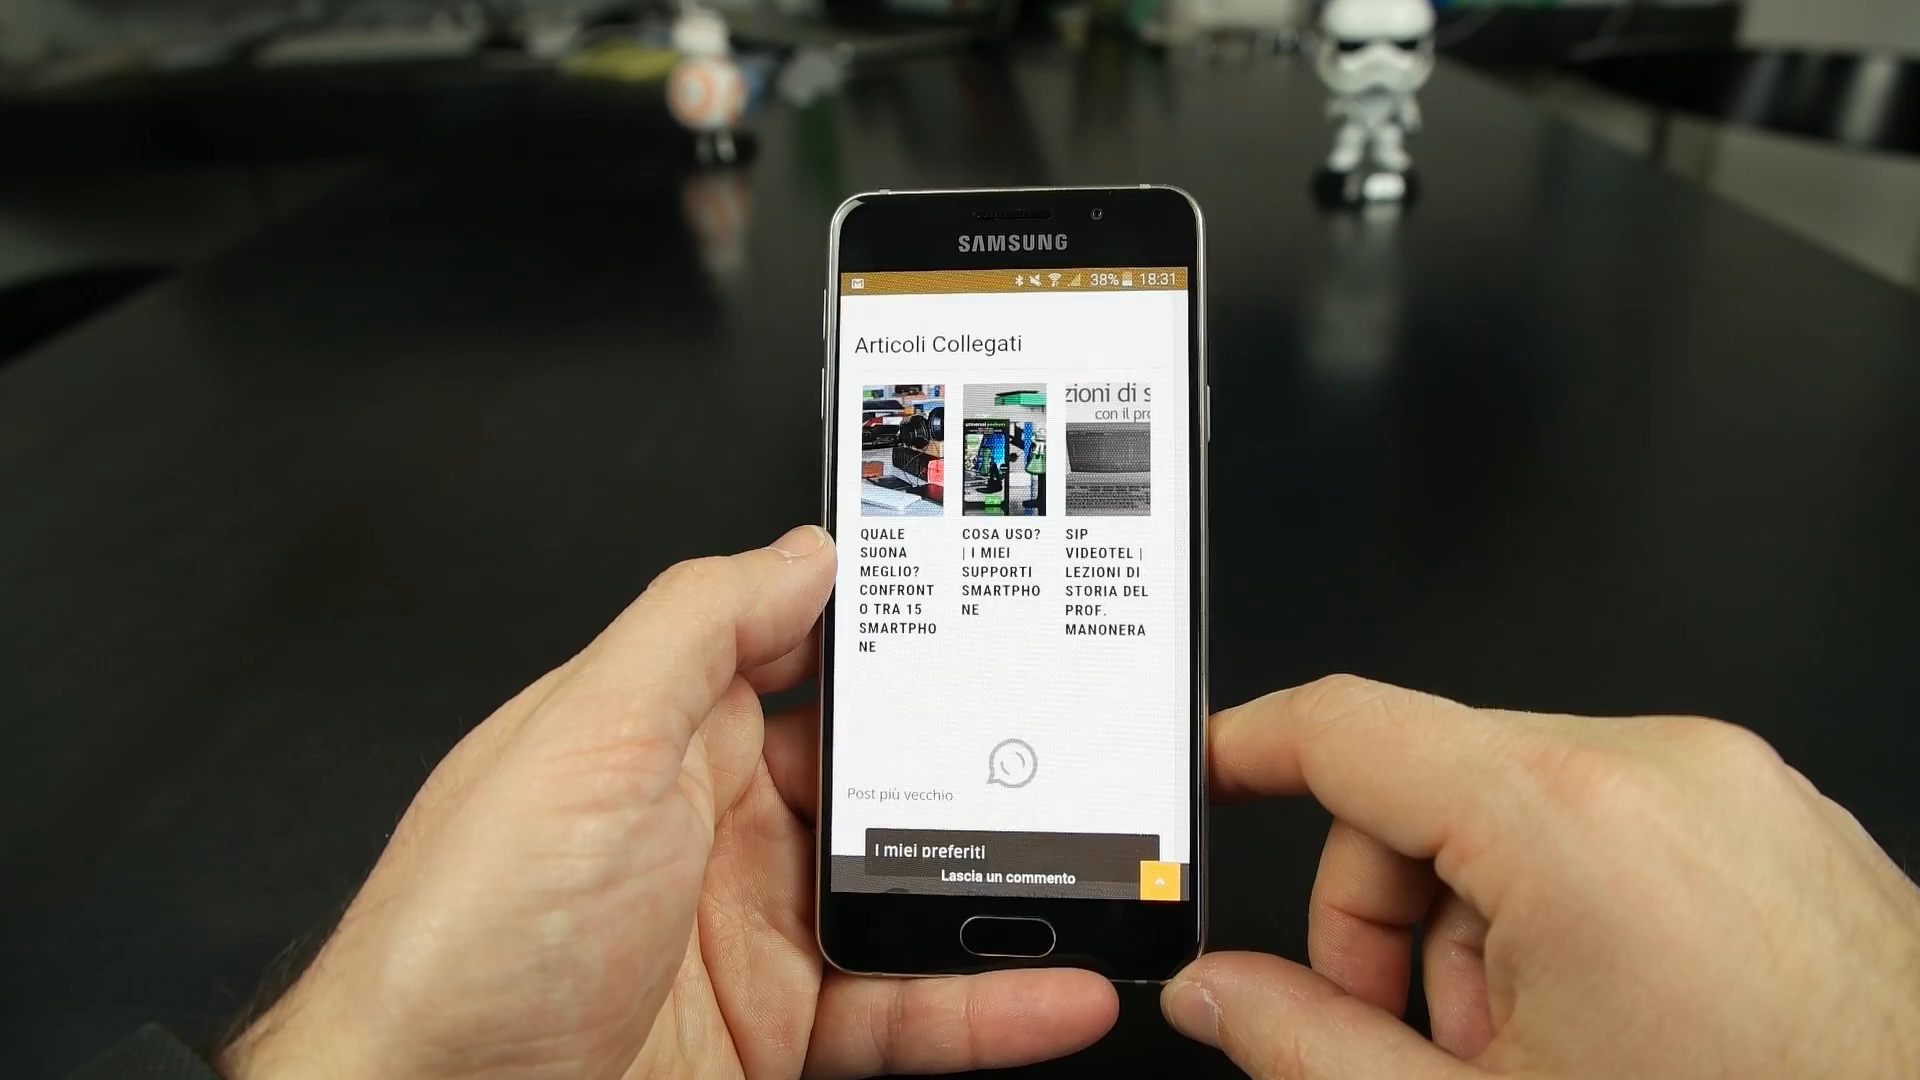 SAMSUNG
38% 18:31
Articoli Collegati
zioni di s
con il pro
QUALE
SUONA
MEGLIO?
CONFRONT
O TRA 15
SMARTPHO
NE
COSA USO?
| I MIEI
SUPPORTI
SMARTPHO
NE
SIP
VIDEOTEL |
LEZIONI DI
STORIA DEL
PROF.
MANONERA
Post più vecchio
I miei preferiti
Lascia un commento